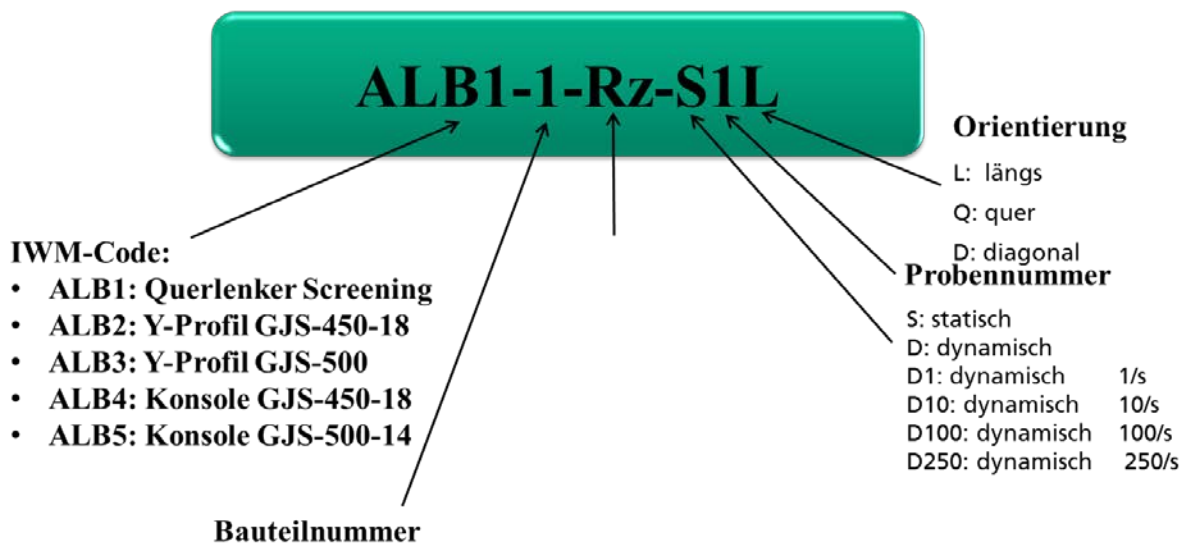 ALB1-1-Rz-S1L
Orientierung
L: längs
Q: quer
D: diagonal
IWM-Code:
• ALB1: Querlenker Screening
• ALB2: Y-Profil GJS-450-18
• ALB3: Y-Profil GJS-500
• ALB4: Konsole GJS-450-18
• ALB5: Konsole GJS-500-14
Probennummer
S: statisch
D: dynamisch
D1: dynamisch 1/s
D10: dynamisch 10/s
D100: dynamisch 100/s
D250: dynamisch 250/s
Bauteilnummer